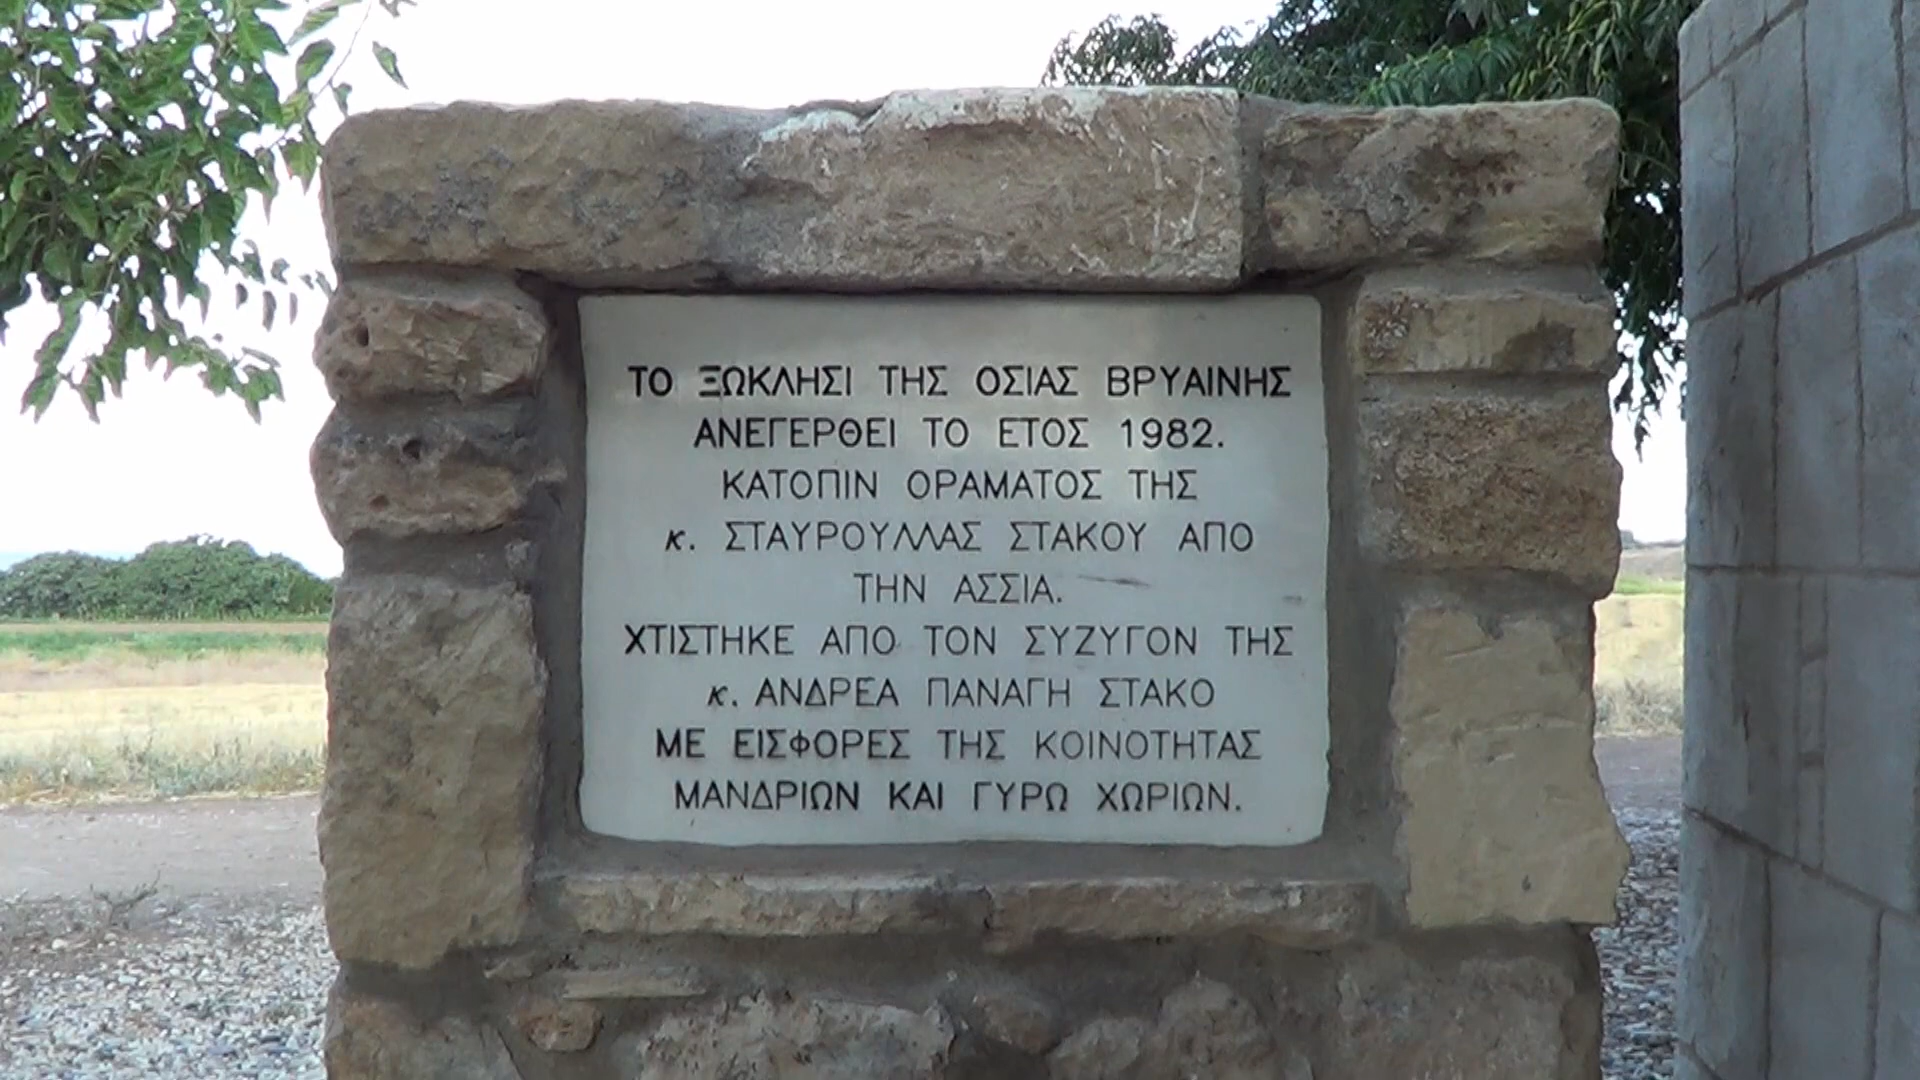 ΤΟ ΞΩΚΛΗΣΙ ΤΗΣ ΟΣΙΑΣ ΒΡΥΑΙΝΗΣ
ΑΝΕΓΕΡΘΕΙ ΤΟ ΕΤΟΣ 1982.
ΚΑΤΟΠΙΝ ΟΡΑΜΑΤΟΣ ΤΗΣ
κ. ΣΤΑΥΡΟΥΛΛΑΣ ΣΤΑΚΟΥ ΑΠΟ
ΤΗΝ ΑΣΣΙΑ.
ΧΤΙΣΤΗΚΕ ΑΠΟ ΤΟΝ ΣΥΖΥΓΟΝ ΤΗΣ
κ. ΑΝΔΡΕΑ ΠΑΝΑΓΗ ΣΤΑΚΟ
ΜΕ ΕΙΣΦΟΡΕΣ ΤΗΣ ΚΟΙΝΟΤΗΤΑΣ
ΜΑΝΔΡΙΩΝ ΚΑΙ ΓΥΡΩ ΧΩΡΙΩΝ.